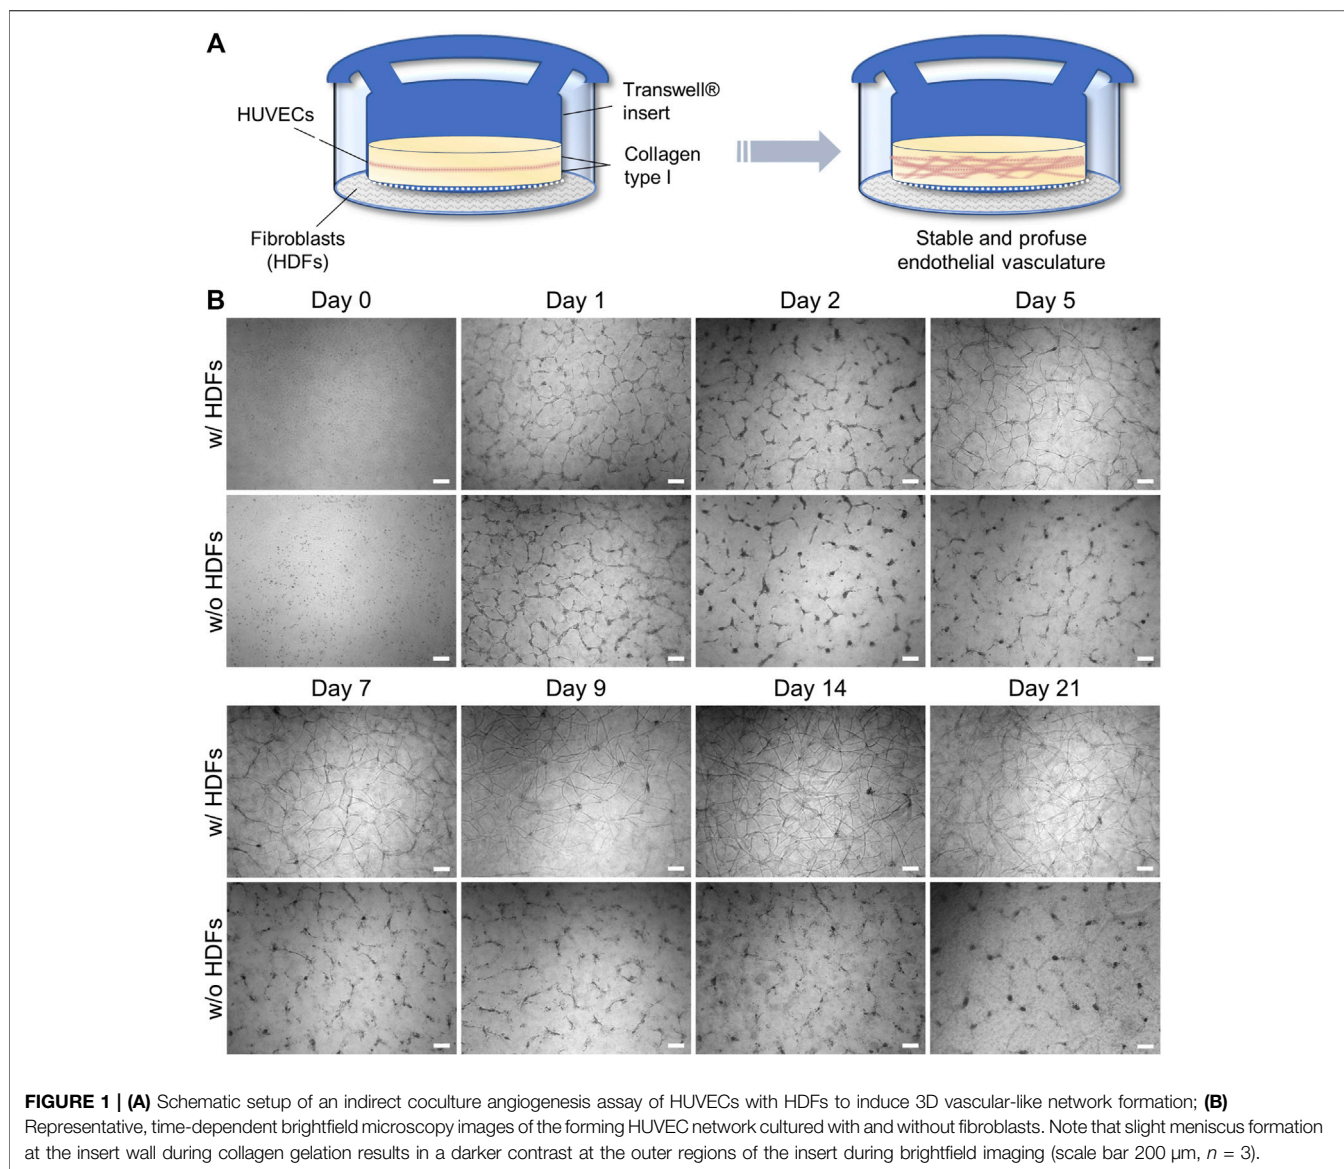 A
HUVECs
Transwell®
insert
Collagen
type I
Fibroblasts
(HDFs)
Stable and profuse
endothelial vasculature
B
Day 0
Day 1
Day 2
Day 5
w/ HDFs
w/o HDFs
Day 7
Day 9
Day 14
Day 21
w/ HDFs
w/o HDFs
FIGURE 1 | (A) Schematic setup of an indirect coculture angiogenesis assay of HUVECs with HDFs to induce 3D vascular-like network formation; (B)
Representative, time-dependent brightfield microscopy images of the forming HUVEC network cultured with and without fibroblasts. Note that slight meniscus formation
at the insert wall during collagen gelation results in a darker contrast at the outer regions of the insert during brightfield imaging (scale bar 200 μm, n = 3).